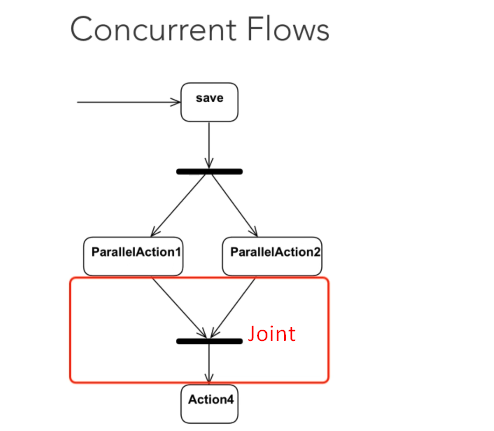 Concurrent Flows
save
ParallelAction1
ParallelAction2
Joint
Action4